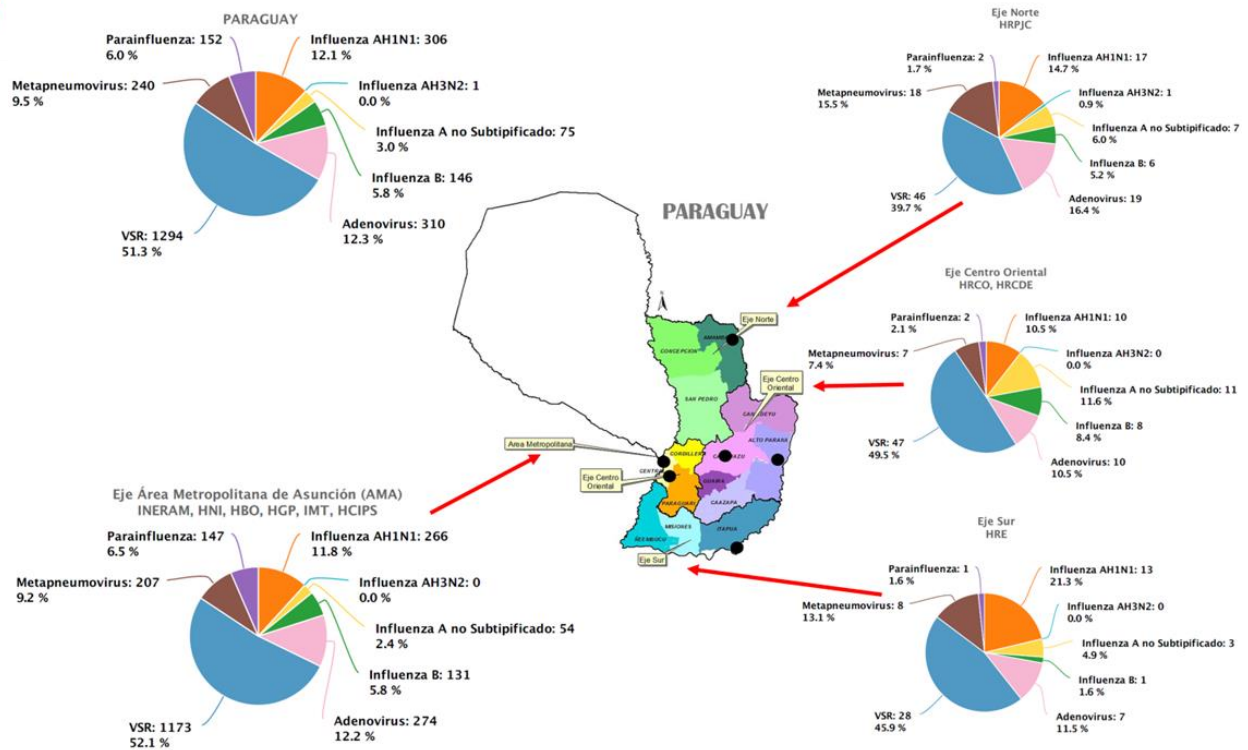 PARAGUAY
Parainfluenza: 152
6.0 %
Influenza AH1N1: 306
12.1 %
Metapneumovirus: 240
9.5 %
Influenza AH3N2: 1
0.0 %
Influenza A no Subtipificado: 75
3.0 %
Influenza B: 146
5.8 %
VSR: 1294
51.3 %
Adenovirus: 310
12.3 %
Eje Norte
HRPJC
Parainfluenza: 2
1.7 %
Influenza AH1N1: 17
14.7 %
Metapneumovirus: 18
15.5 %
Influenza AH3N2: 1
0.9 %
Influenza A no Subtipificado: 7
6.0 %
Influenza B: 6
5.2 %
VSR: 46
39.7 %
Adenovirus: 19
16.4 %
PARAGUAY
N
Eje Norte
AMAMBAY
CONCEPCION
SAN PEDRO
Eje Centro
Oriental
CANINDEYU
ALTO PARANA
Area Metropolitana
CORDILLERA
CENTRAL
CAAGUAZU
Eje Centro
Oriental
GUAIRA
PARAGUARI
CAAZAPA
MISIONES
ITAPUA
ÑEEMBUCU
Eje Sur
Eje Centro Oriental
HRCO, HRCDE
Parainfluenza: 2
2.1 %
Influenza AH1N1: 10
10.5 %
Metapneumovirus: 7
7.4 %
Influenza AH3N2: 0
0.0 %
Influenza A no Subtipificado: 11
11.6 %
Influenza B: 8
8.4 %
VSR: 47
49.5 %
Adenovirus: 10
10.5 %
Eje Área Metropolitana de Asunción (AMA)
INERAM, HNI, HBO, HGP, IMT, HCIPS
Parainfluenza: 147
6.5 %
Influenza AH1N1: 266
11.8 %
Metapneumovirus: 207
9.2 %
Influenza AH3N2: 0
0.0 %
Influenza A no Subtipificado: 54
2.4 %
Influenza B: 131
5.8 %
VSR: 1173
52.1 %
Adenovirus: 274
12.2 %
Eje Sur
HRE
Parainfluenza: 1
1.6 %
Influenza AH1N1: 13
21.3 %
Metapneumovirus: 8
13.1 %
Influenza AH3N2: 0
0.0 %
Influenza A no Subtipificado: 3
4.9 %
Influenza B: 1
1.6 %
VSR: 28
45.9 %
Adenovirus: 7
11.5 %